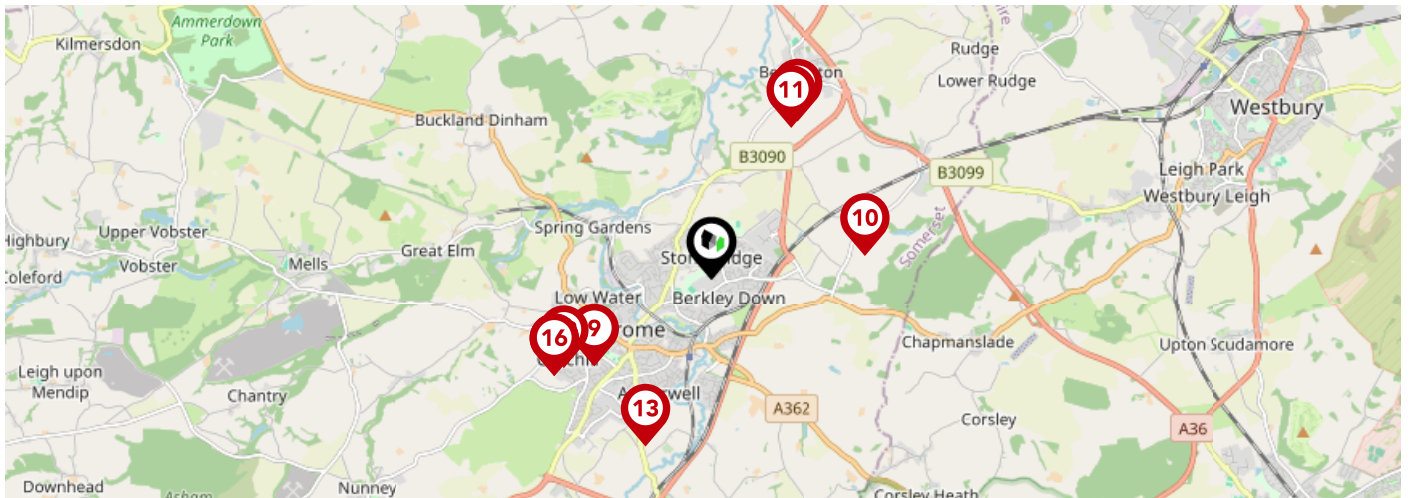 Ammerdown
Park
Kilmersdon
Rudge
Lower Rudge
11
Westbury
Buckland Dinham
B3090
B3099
Leigh Park
Westbury Leigh
10
Somerset
Spring Gardens
Upper Vobster
Highbury
Great Elm
Vobster
Mells
Coleford
Low Water
Berkley Down
16
9
Chapmanslade
Upton Scudamore
Leigh upon
Mendip
Chantry
13
A362
Corsley
A36
Downhead
Nunney
Corsley Heath